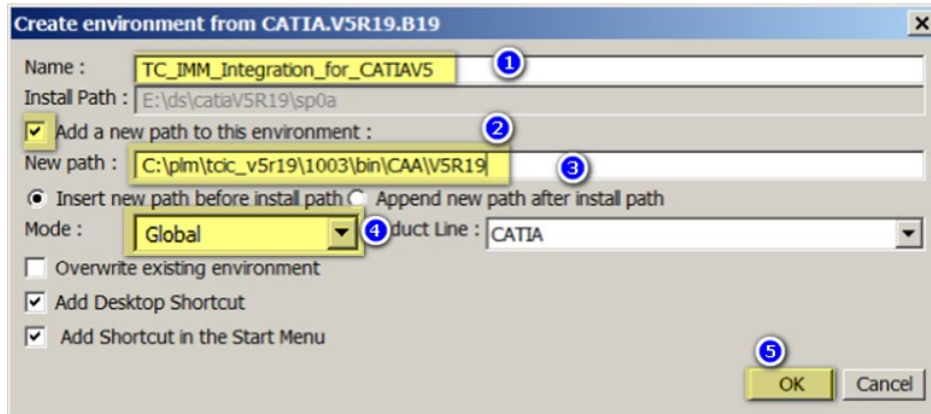 Create environment from CATIA.V5R19.B19
Name : TC_IMM_Integration_for_CATIAV5 1
Install Path : E:\ds\catiaV5R19\sp0a
Add a new path to this environment : 2
New path : C:\plm\tcic_v5r19\1003\bin\CAA\V5R19 3
Insert new path before install path Append new path after install path
Mode : Global 4 duct Line : CATIA
Overwrite existing environment
Add Desktop Shortcut
Add Shortcut in the Start Menu
5
OK Cancel